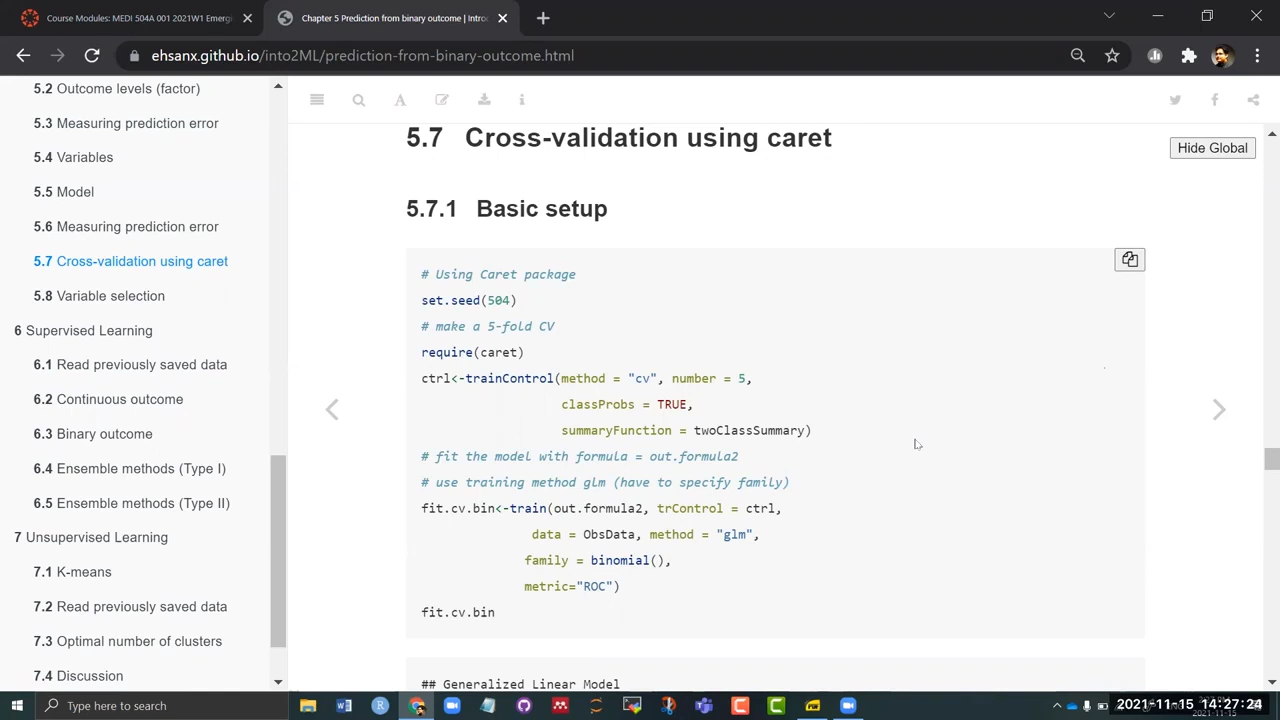 Course Modules: MEDI 504A 001 2021W1 Emergi
Chapter 5 Prediction from binary outcome | Introd
ehsanx.github.io/into2ML/prediction-from-binary-outcome.html
5.2 Outcome levels (factor)
5.3 Measuring prediction error
5.4 Variables
5.5 Model
5.6 Measuring prediction error
5.7 Cross-validation using caret
5.8 Variable selection
6 Supervised Learning
6.1 Read previously saved data
6.2 Continuous outcome
6.3 Binary outcome
6.4 Ensemble methods (Type I)
6.5 Ensemble methods (Type II)
7 Unsupervised Learning
7.1 K-means
7.2 Read previously saved data
7.3 Optimal number of clusters
7.4 Discussion
5.7 Cross-validation using caret
Hide Global
5.7.1 Basic setup
# Using Caret package
set.seed(504)
# make a 5-fold CV
require(caret)
ctrl<-trainControl(method = "cv", number = 5,
classProbs = TRUE,
summaryFunction = twoClassSummary)
# fit the model with formula = out.formula2
# use training method glm (have to specify family)
fit.cv.bin<-train(out.formula2, trControl = ctrl,
data = ObsData, method = "glm",
family = binomial(),
metric="ROC")
fit.cv.bin
## Generalized Linear Model
Type here to search
2021-11-15 14:27:24